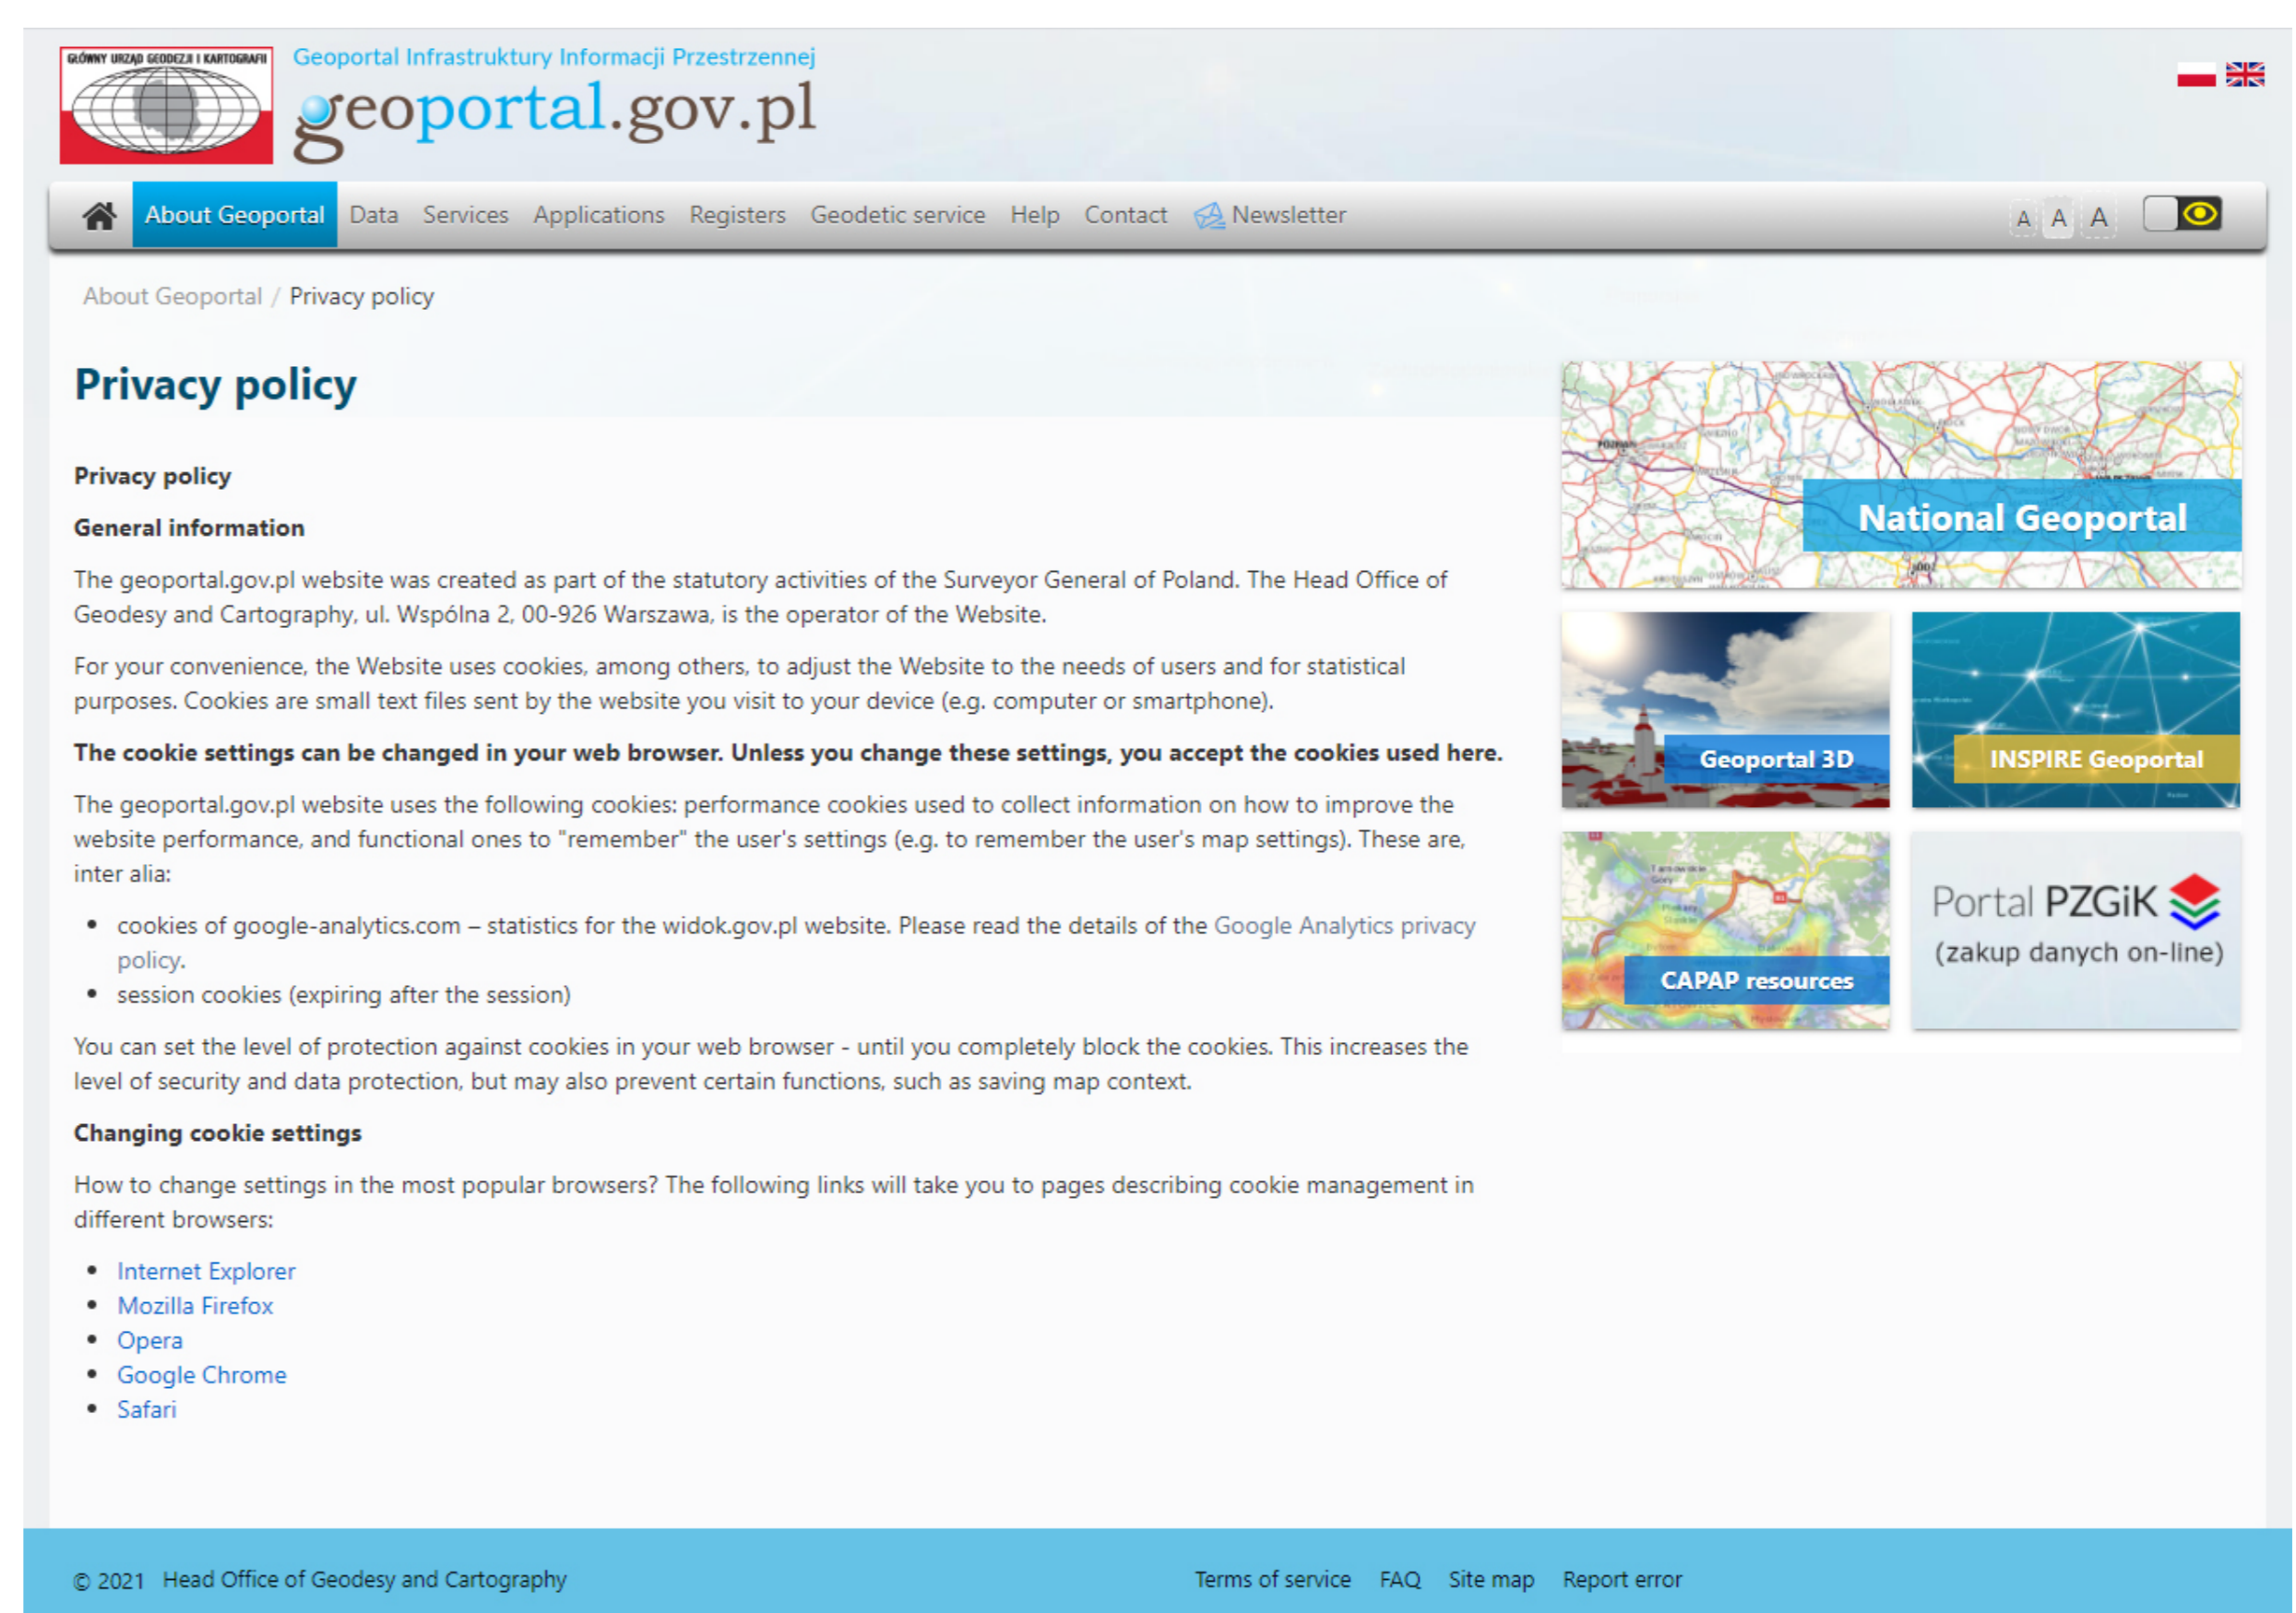 GŁÓWNY URZĄD GEODEZJI I KARTOGRAFII
Geoportal Infrastruktury Informacji Przestrzennej
geoportal.gov.pl
About Geoportal Data Services Applications Registers Geodetic service Help Contact Newsletter
A A A
About Geoportal / Privacy policy
Privacy policy
Privacy policy
General information
The geoportal.gov.pl website was created as part of the statutory activities of the Surveyor General of Poland. The Head Office of
Geodesy and Cartography, ul. Wspólna 2, 00-926 Warszawa, is the operator of the Website.
For your convenience, the Website uses cookies, among others, to adjust the Website to the needs of users and for statistical
purposes. Cookies are small text files sent by the website you visit to your device (e.g. computer or smartphone).
The cookie settings can be changed in your web browser. Unless you change these settings, you accept the cookies used here.
The geoportal.gov.pl website uses the following cookies: performance cookies used to collect information on how to improve the
website performance, and functional ones to "remember" the user's settings (e.g. to remember the user's map settings). These are,
inter alia:
• cookies of google-analytics.com – statistics for the widok.gov.pl website. Please read the details of the Google Analytics privacy
policy.
• session cookies (expiring after the session)
You can set the level of protection against cookies in your web browser - until you completely block the cookies. This increases the
level of security and data protection, but may also prevent certain functions, such as saving map context.
Changing cookie settings
How to change settings in the most popular browsers? The following links will take you to pages describing cookie management in
different browsers:
• Internet Explorer
• Mozilla Firefox
• Opera
• Google Chrome
• Safari
POZNAŃ
National Geoportal
Geoportal 3D
INSPIRE Geoportal
Tarnowskie
Góry
Piekary
Śląskie
CAPAP resources
Portal PZGiK
(zakup danych on-line)
© 2021 Head Office of Geodesy and Cartography
Terms of service FAQ Site map Report error